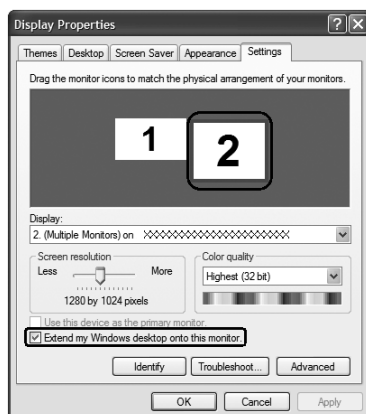 Display Properties
Themes Desktop Screen Saver Appearance Settings
Drag the monitor icons to match the physical arrangement of your monitors.
1 2
Display:
2. (Multiple Monitors) on XXXXXXXXXXXXXXXXXXXXXX
Screen resolution
Less More
1280 by 1024 pixels
Color quality
Highest (32 bit)
Use this device as the primary monitor.
Extend my Windows desktop onto this monitor.
Identify Troubleshoot... Advanced
OK Cancel Apply